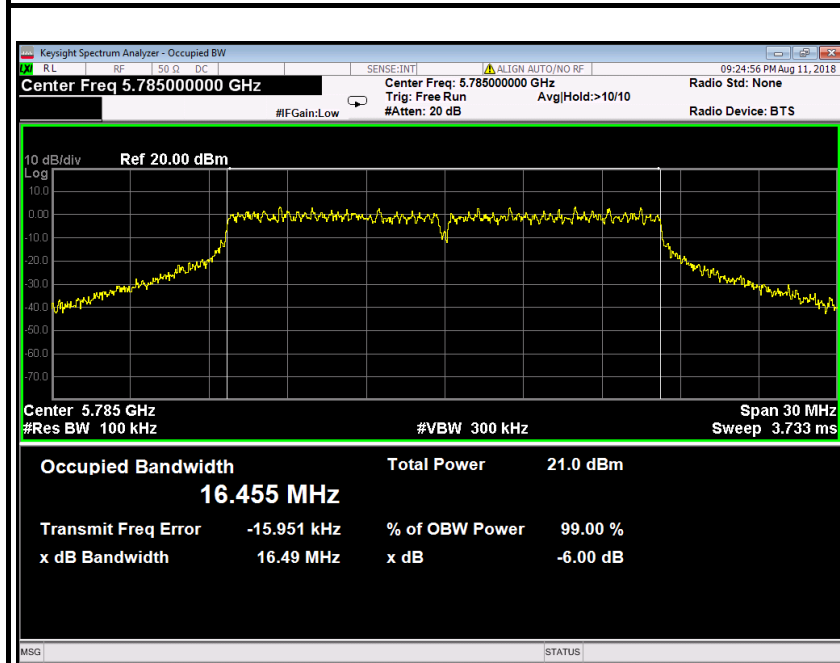 Keysight Spectrum Analyzer - Occupied BW
LXI RL RF 50 Ω DC SENSE:INT ALIGN AUTO/NO RF 09:24:56 PM Aug 11, 2018
Center Freq 5.785000000 GHz Center Freq: 5.785000000 GHz Radio Std: None
Trig: Free Run Avg|Hold:>10/10
#IFGain:Low #Atten: 20 dB Radio Device: BTS
10 dB/div Ref 20.00 dBm
Log
10.0
0.00
-10.0
-20.0
-30.0
-40.0
-50.0
-60.0
-70.0
Center 5.785 GHz Span 30 MHz
#Res BW 100 kHz #VBW 300 kHz Sweep 3.733 ms
Occupied Bandwidth Total Power 21.0 dBm
16.455 MHz
Transmit Freq Error -15.951 kHz % of OBW Power 99.00 %
x dB Bandwidth 16.49 MHz x dB -6.00 dB
MSG STATUS